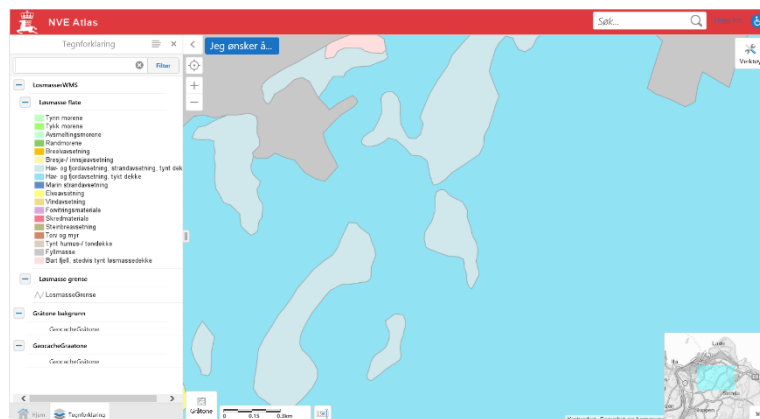 NVE Atlas
Søk...
Tegnforklaring
Jeg ønsker å...
Filter
Verktøy
LosmasserWMS
Løsmasse flate
Tynn morene
Tykk morene
Avsmeltingsmorene
Randmorene
Breelvavsetning
Bresjø-/ innsjøavsetning
Hav- og fjordavsetning, strandavsetning, tynt dek
Hav- og fjordavsetning, tykt dekke
Marin strandavsetning
Elveavsetning
Vindavsetning
Forvitringsmateriale
Skredmateriale
Steinbreavsetning
Torv og myr
Tynt humus-/ torvdekke
Fyllmasse
Bart fjell, stedvis tynt løsmassedekke
Løsmasse grense
LosmasseGrense
Gråtone bakgrunn
GeocacheGråtone
GeocacheGraatone
GeocacheGråtone
Hjem
Tegnforklaring
Gråtone
0 0.15 0.3km